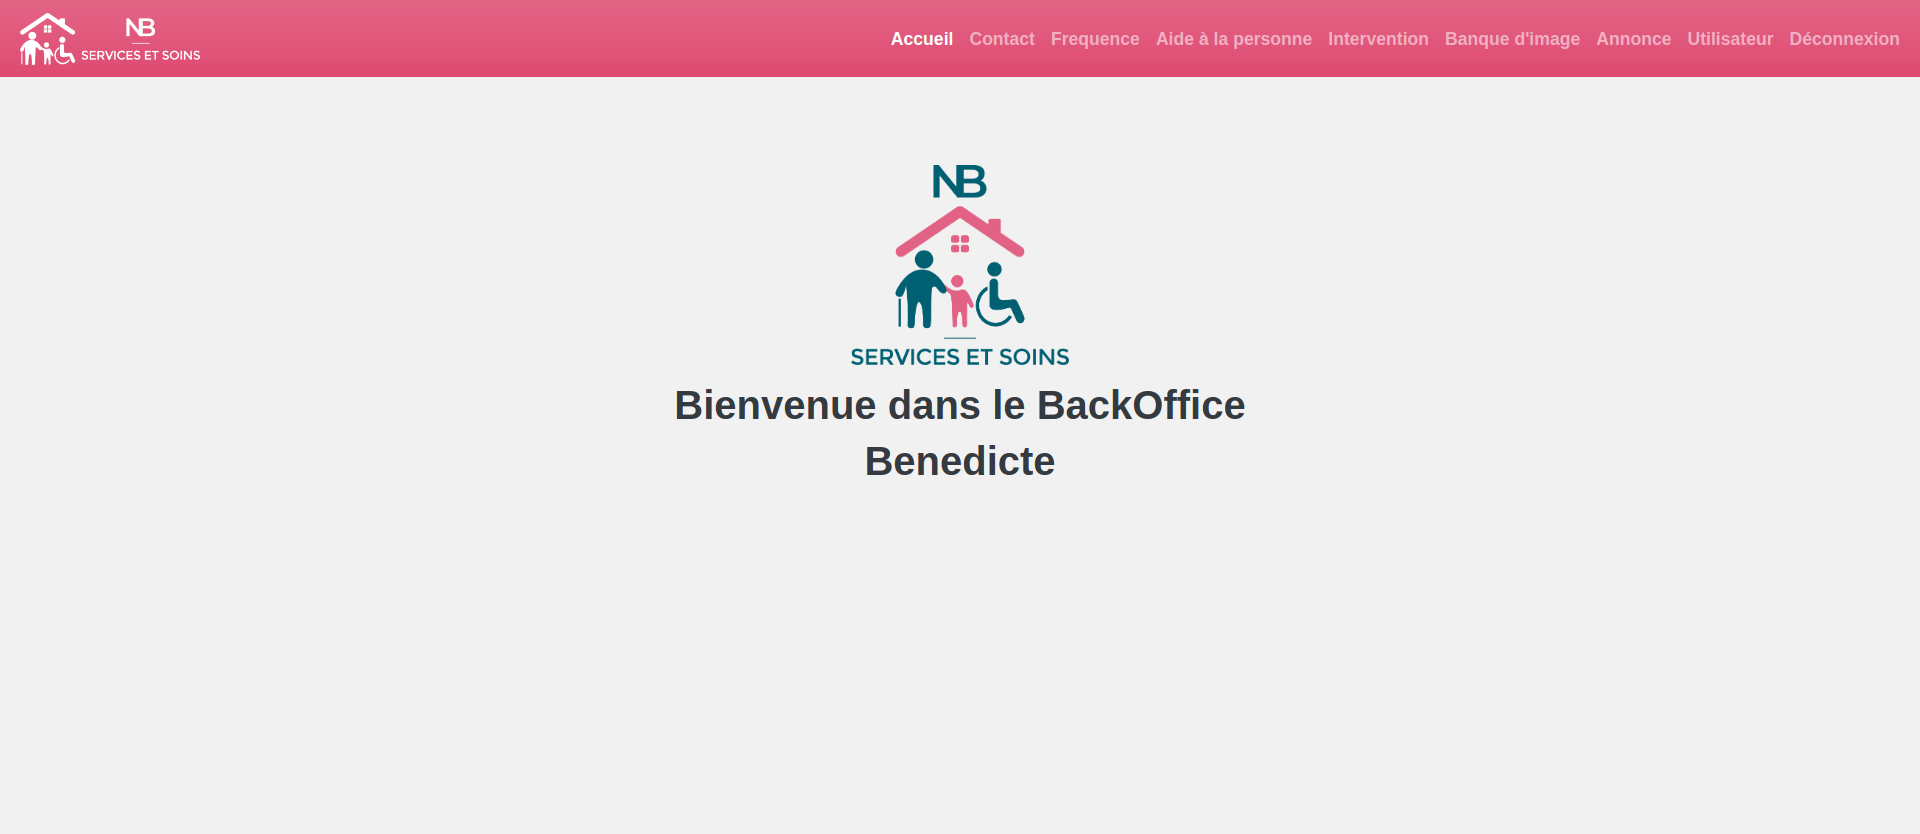 NB
SERVICES ET SOINS
Accueil Contact Frequence Aide à la personne Intervention Banque d'image Annonce Utilisateur Déconnexion
NB
SERVICES ET SOINS
Bienvenue dans le BackOffice
Benedicte